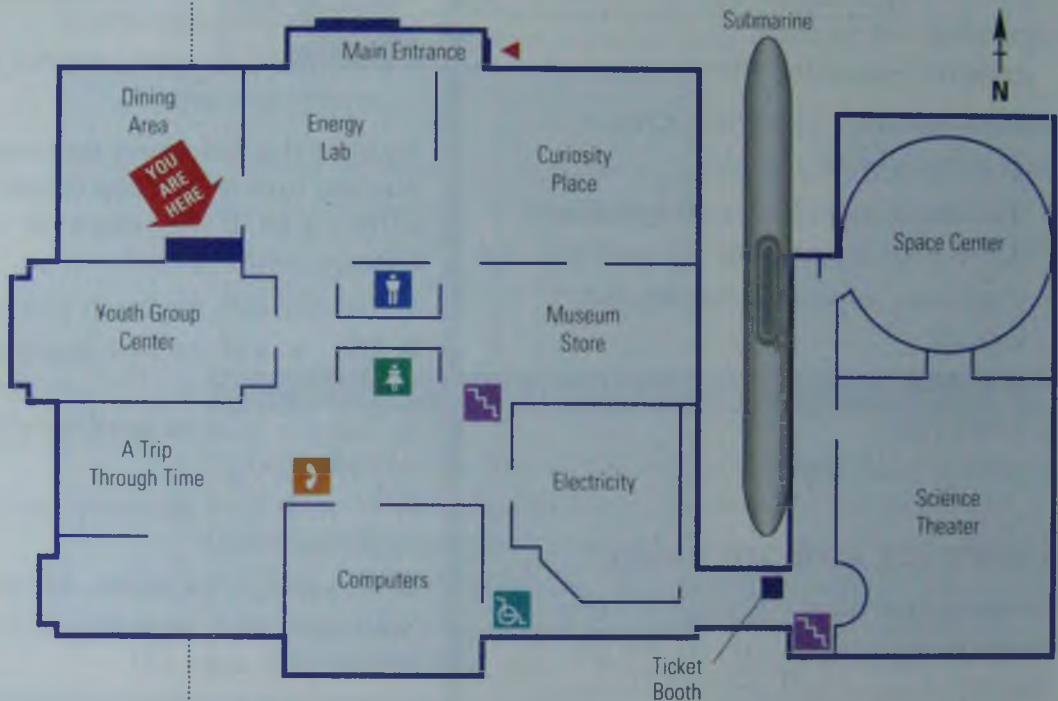 Submarine
Main Entrance
N
Dining
Area
Energy
Lab
Curiosity
Place
YOU
ARE
HERE
Space Center
Youth Group
Center
Museum
Store
A Trip
Through Time
Electricity
Science
Theater
Computers
Ticket
Booth